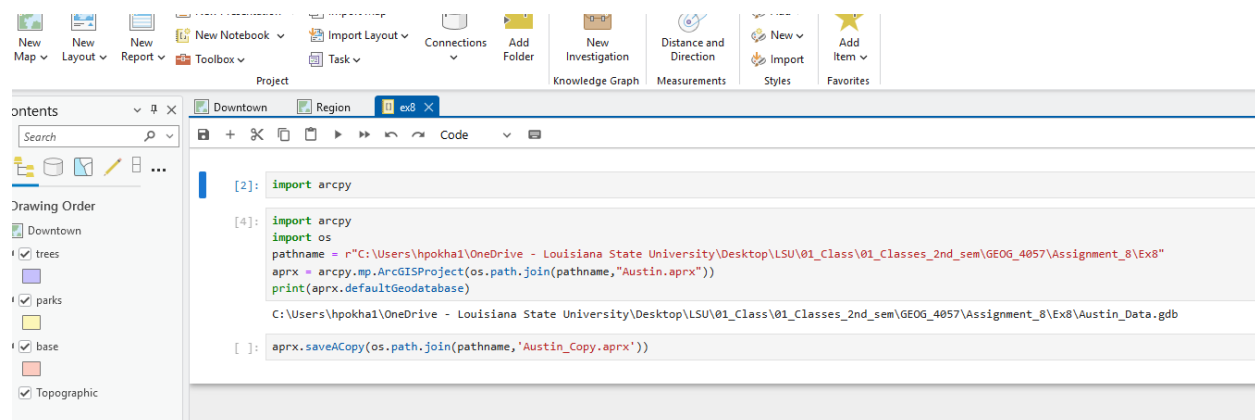 New Map
New Layout
New Report
New Notebook
Toolbox
Import Layout
Task
Connections
Add Folder
New Investigation
Distance and Direction
New
Import
Add Item
Project
Knowledge Graph
Measurements
Styles
Favorites
ontents
Search
Drawing Order
Downtown
trees
parks
base
Topographic
Downtown
Region
ex8
Code
[2]: import arcpy
[4]: import arcpy
import os
pathname = r"C:\Users\hpokha1\OneDrive - Louisiana State University\Desktop\LSU\01_Class\01_Classes_2nd_sem\GEOG_4057\Assignment_8\Ex8"
aprx = arcpy.mp.ArcGISProject(os.path.join(pathname,"Austin.aprx"))
print(aprx.defaultGeodatabase)
C:\Users\hpokha1\OneDrive - Louisiana State University\Desktop\LSU\01_Class\01_Classes_2nd_sem\GEOG_4057\Assignment_8\Ex8\Austin_Data.gdb
[ ]: aprx.saveACopy(os.path.join(pathname,'Austin_Copy.aprx'))